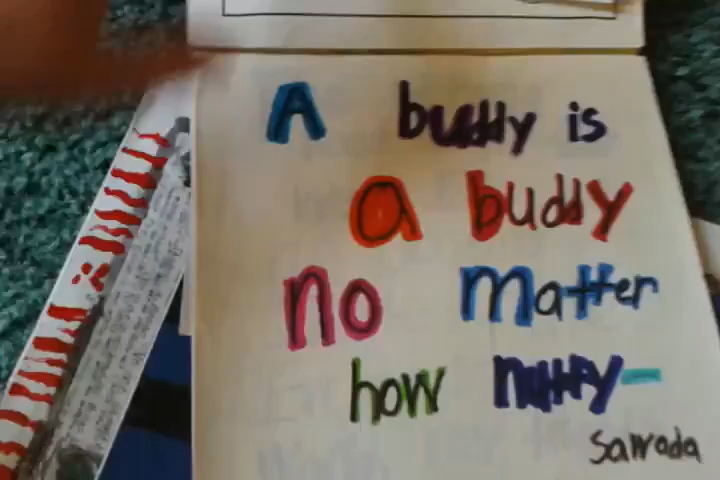 A buddy is
a buddy
no matter
how nutty-
Sarrada